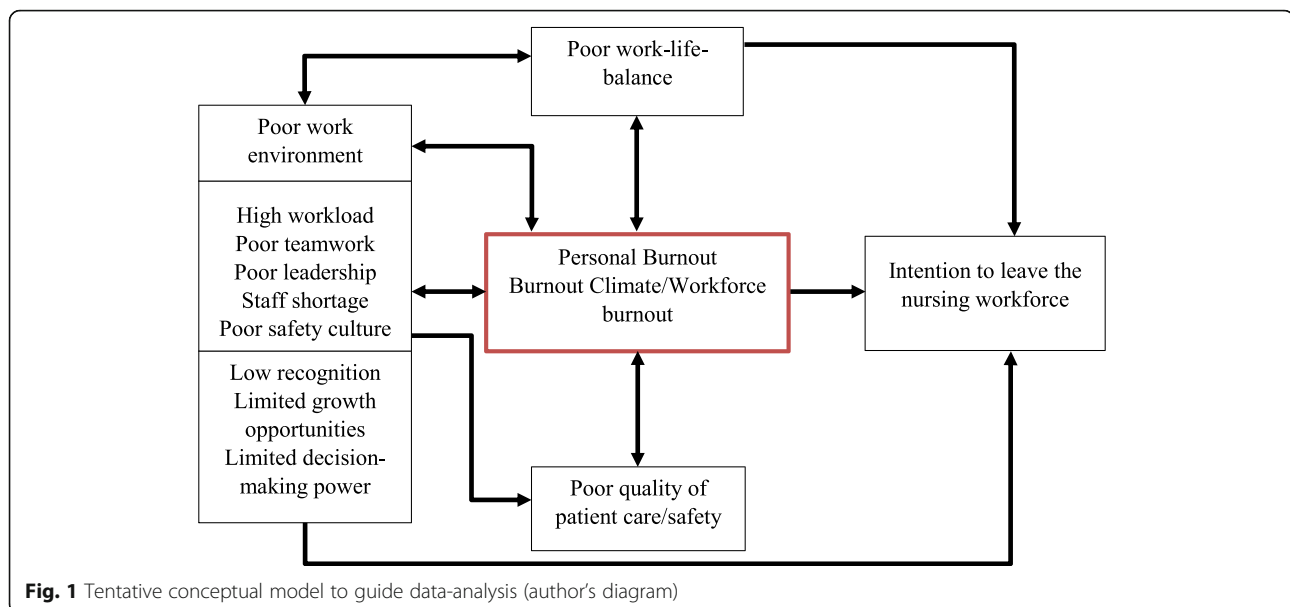 Poor work-life-
balance
Poor work
environment
High workload
Poor teamwork
Poor leadership
Staff shortage
Poor safety culture
Low recognition
Limited growth
opportunities
Limited decision-
making power
Personal Burnout
Burnout Climate/Workforce
burnout
Intention to leave the
nursing workforce
Poor quality of
patient care/safety
Fig. 1 Tentative conceptual model to guide data-analysis (author's diagram)